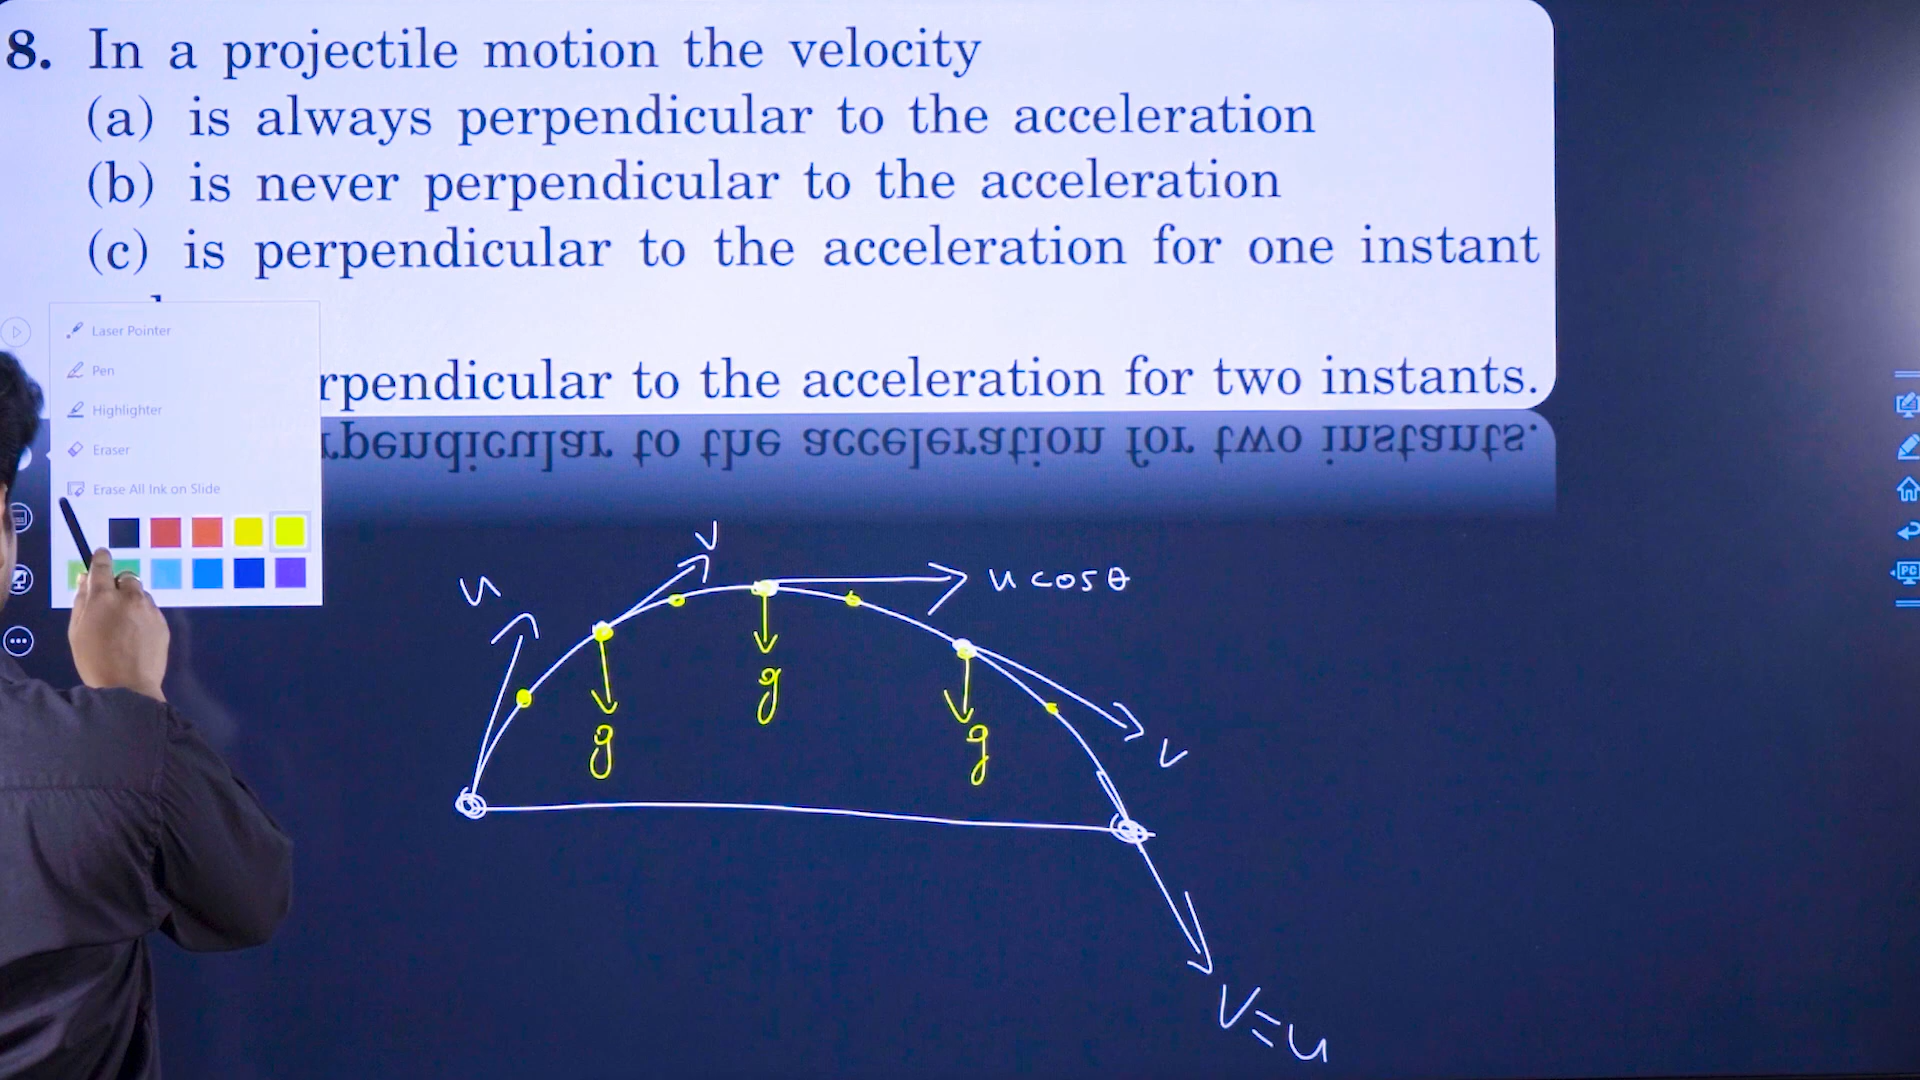 8. In a projectile motion the velocity
(a) is always perpendicular to the acceleration
(b) is never perpendicular to the acceleration
(c) is perpendicular to the acceleration for one instant
Laser Pointer
Pen
rpendicular to the acceleration for two instants.
Highlighter
Eraser
Erase All Ink on Slide
v
u
u cos θ
g
g
g
v
V=u
PC